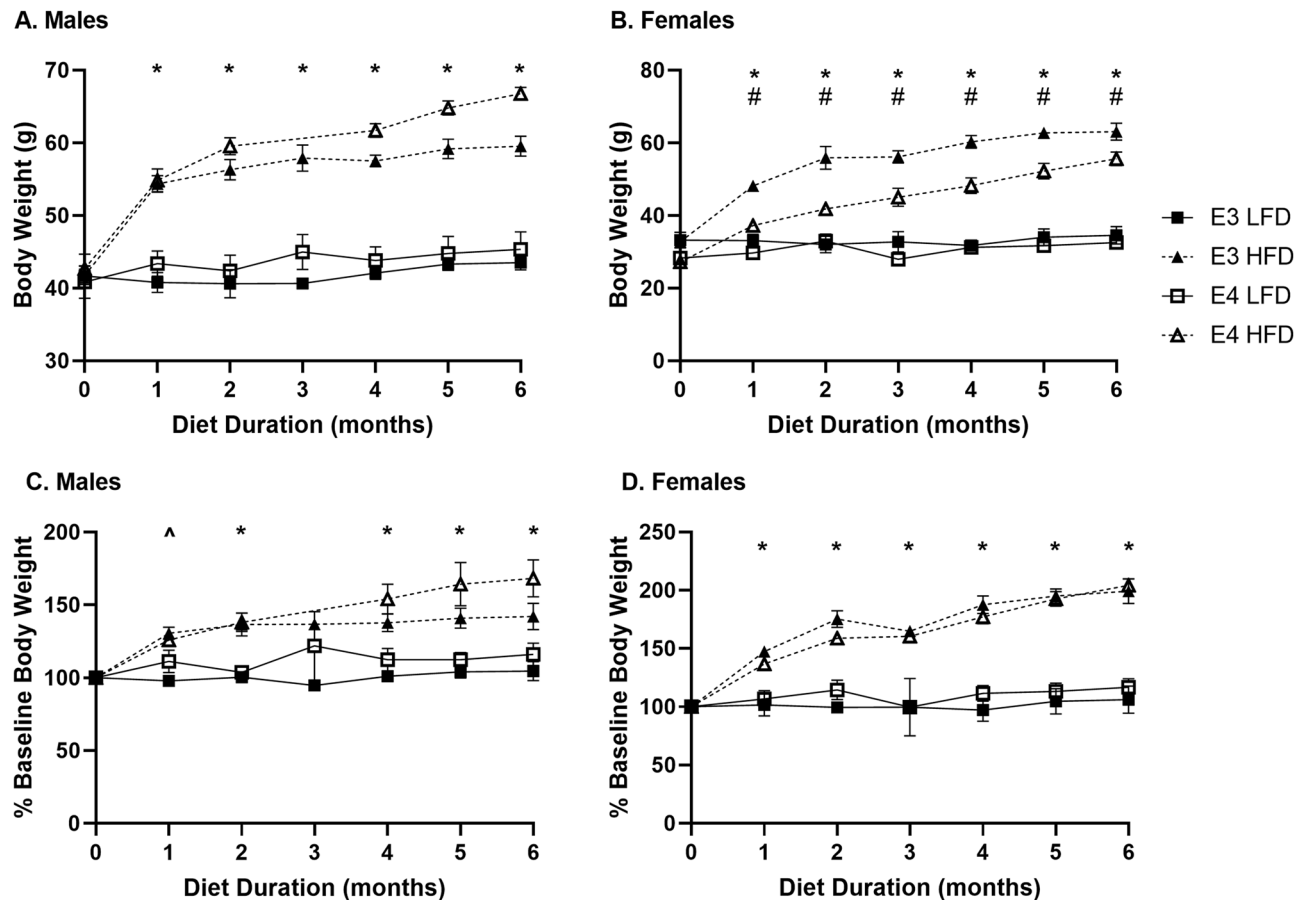 A. Males
* * * * * *
70
60
50
40
30
Body Weight (g)
0 1 2 3 4 5 6
Diet Duration (months)
B. Females
* * * * * *
# # # # # #
80
60
40
20
0
Body Weight (g)
0 1 2 3 4 5 6
Diet Duration (months)
E3 LFD
E3 HFD
E4 LFD
E4 HFD
C. Males
^ * * * *
200
150
100
50
0
% Baseline Body Weight
0 1 2 3 4 5 6
Diet Duration (months)
D. Females
* * * * * *
250
200
150
100
50
0
% Baseline Body Weight
0 1 2 3 4 5 6
Diet Duration (months)